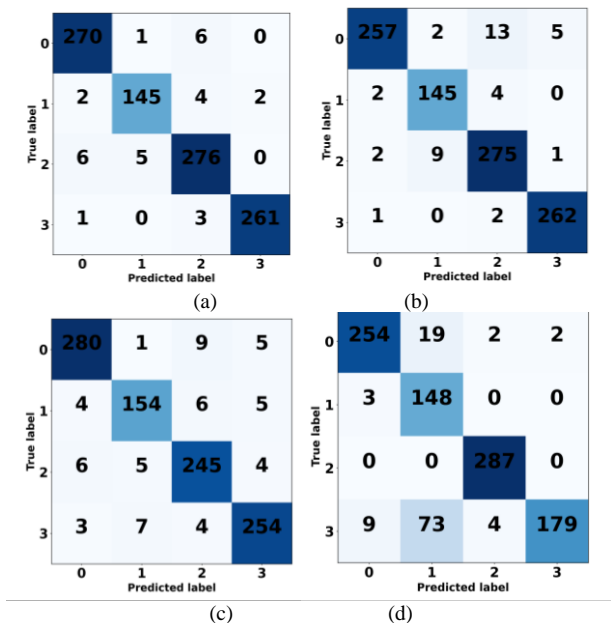 0 270 1 6 0
1 2 145 4 2
2 6 5 276 0
3 1 0 3 261
0 1 2 3
True label
Predicted label
(a)
0 257 2 13 5
1 2 145 4 0
2 2 9 275 1
3 1 0 2 262
0 1 2 3
True label
Predicted label
(b)
0 280 1 9 5
1 4 154 6 5
2 6 5 245 4
3 3 7 4 254
0 1 2 3
True label
Predicted label
(c)
0 254 19 2 2
1 3 148 0 0
2 0 0 287 0
3 9 73 4 179
0 1 2 3
True label
Predicted label
(d)